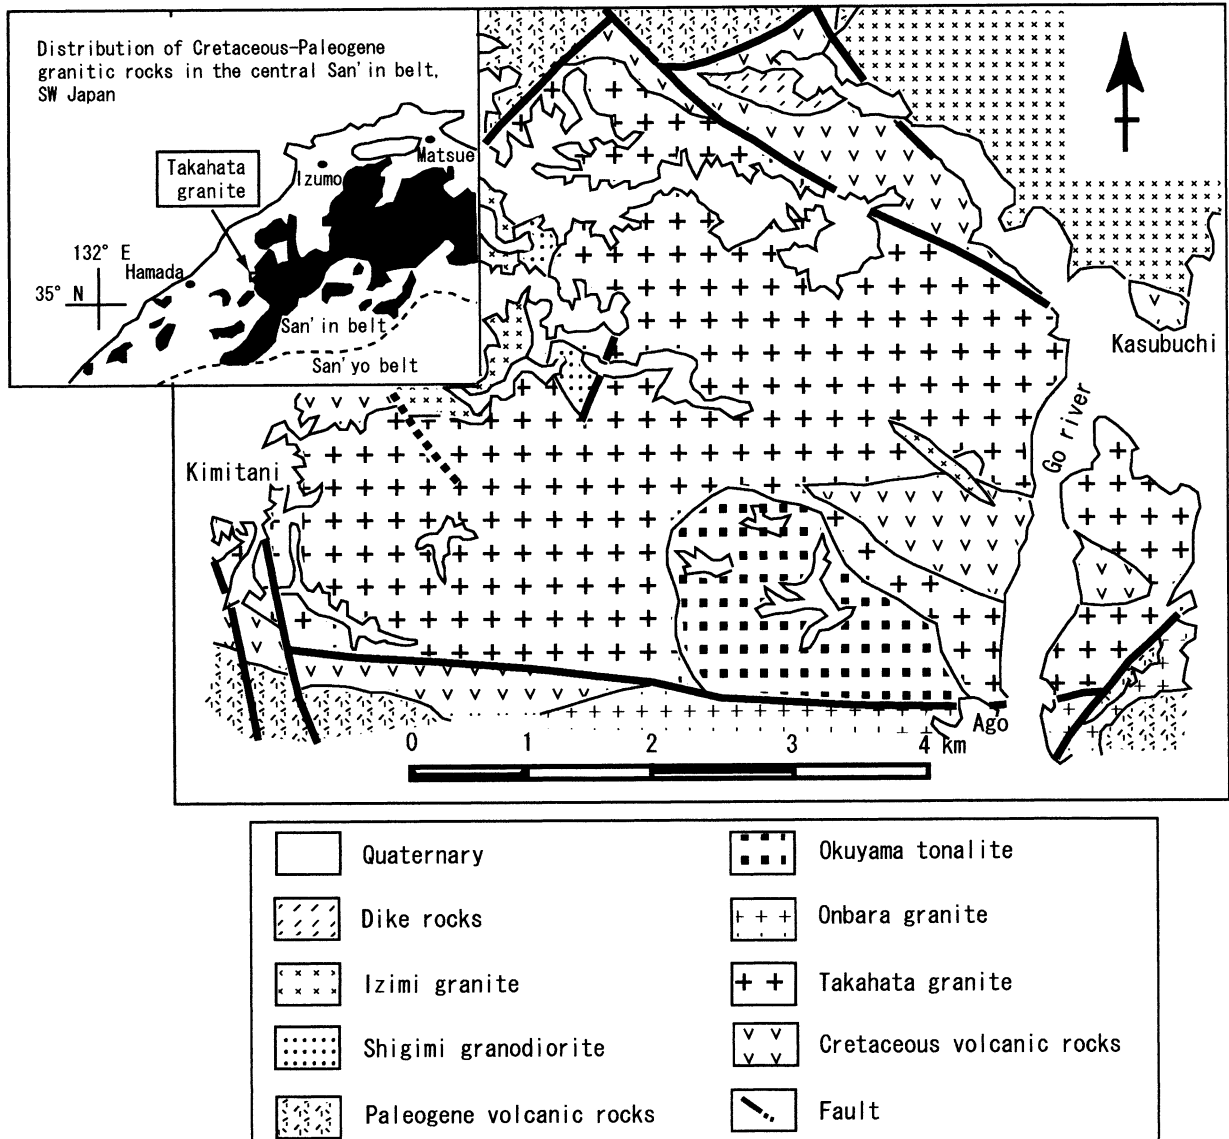 Distribution of Cretaceous-Paleogene
granitic rocks in the central San'in belt,
SW Japan
Takahata
granite
Matsue
Izumo
132° E
Hamada
35° N
San'in belt
San'yo belt
Kasubuchi
Go river
Kimitani
Ago
0 1 2 3 4 km
Quaternary
Dike rocks
Izimi granite
Shigimi granodiorite
Paleogene volcanic rocks
Okuyama tonalite
Onbara granite
Takahata granite
Cretaceous volcanic rocks
Fault